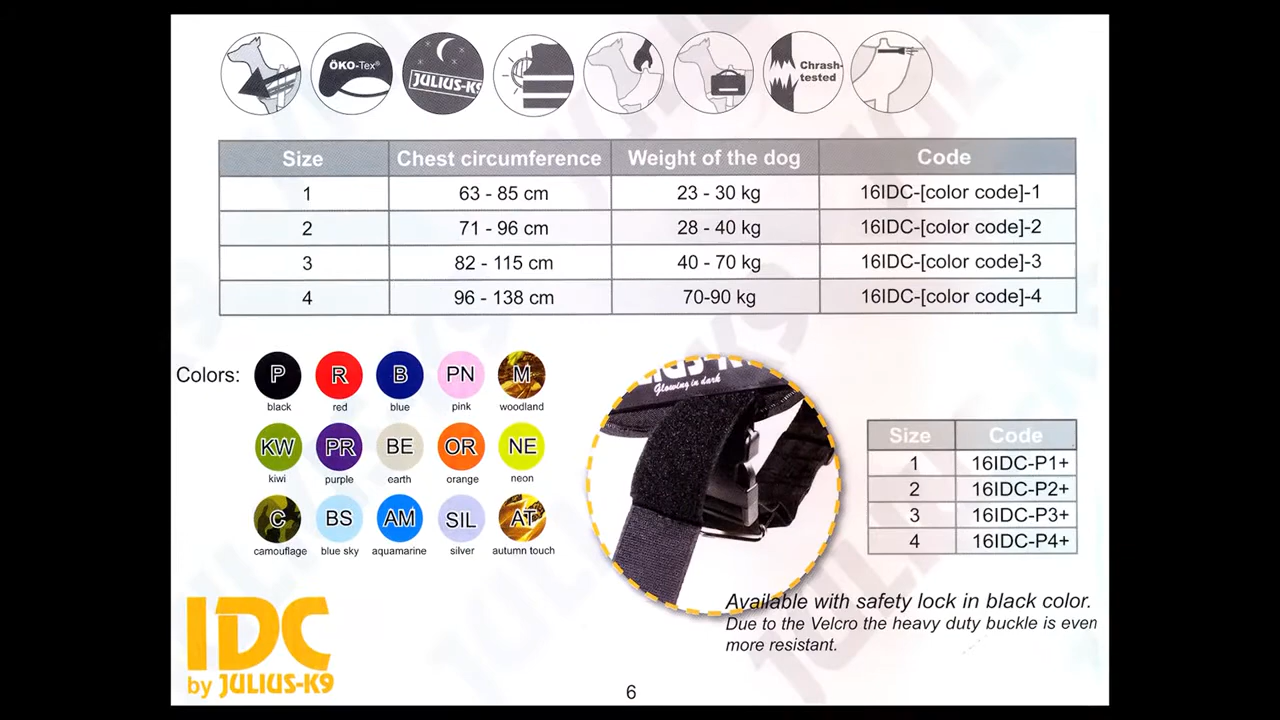 ÖKO-Tex®
JULIUS-K9
Chrash-
tested
Size Chest circumference Weight of the dog Code
1 63 - 85 cm 23 - 30 kg 16IDC-[color code]-1
2 71 - 96 cm 28 - 40 kg 16IDC-[color code]-2
3 82 - 115 cm 40 - 70 kg 16IDC-[color code]-3
4 96 - 138 cm 70-90 kg 16IDC-[color code]-4
Colors:
P R B PN M
black red blue pink woodland
KW PR BE OR NE
kiwi purple earth orange neon
C BS AM SIL AT
camouflage blue sky aquamarine silver autumn touch
Glowing in dark
Size Code
1 16IDC-P1+
2 16IDC-P2+
3 16IDC-P3+
4 16IDC-P4+
Available with safety lock in black color.
Due to the Velcro the heavy duty buckle is even
more resistant.
IDC
by JULIUS-K9
6